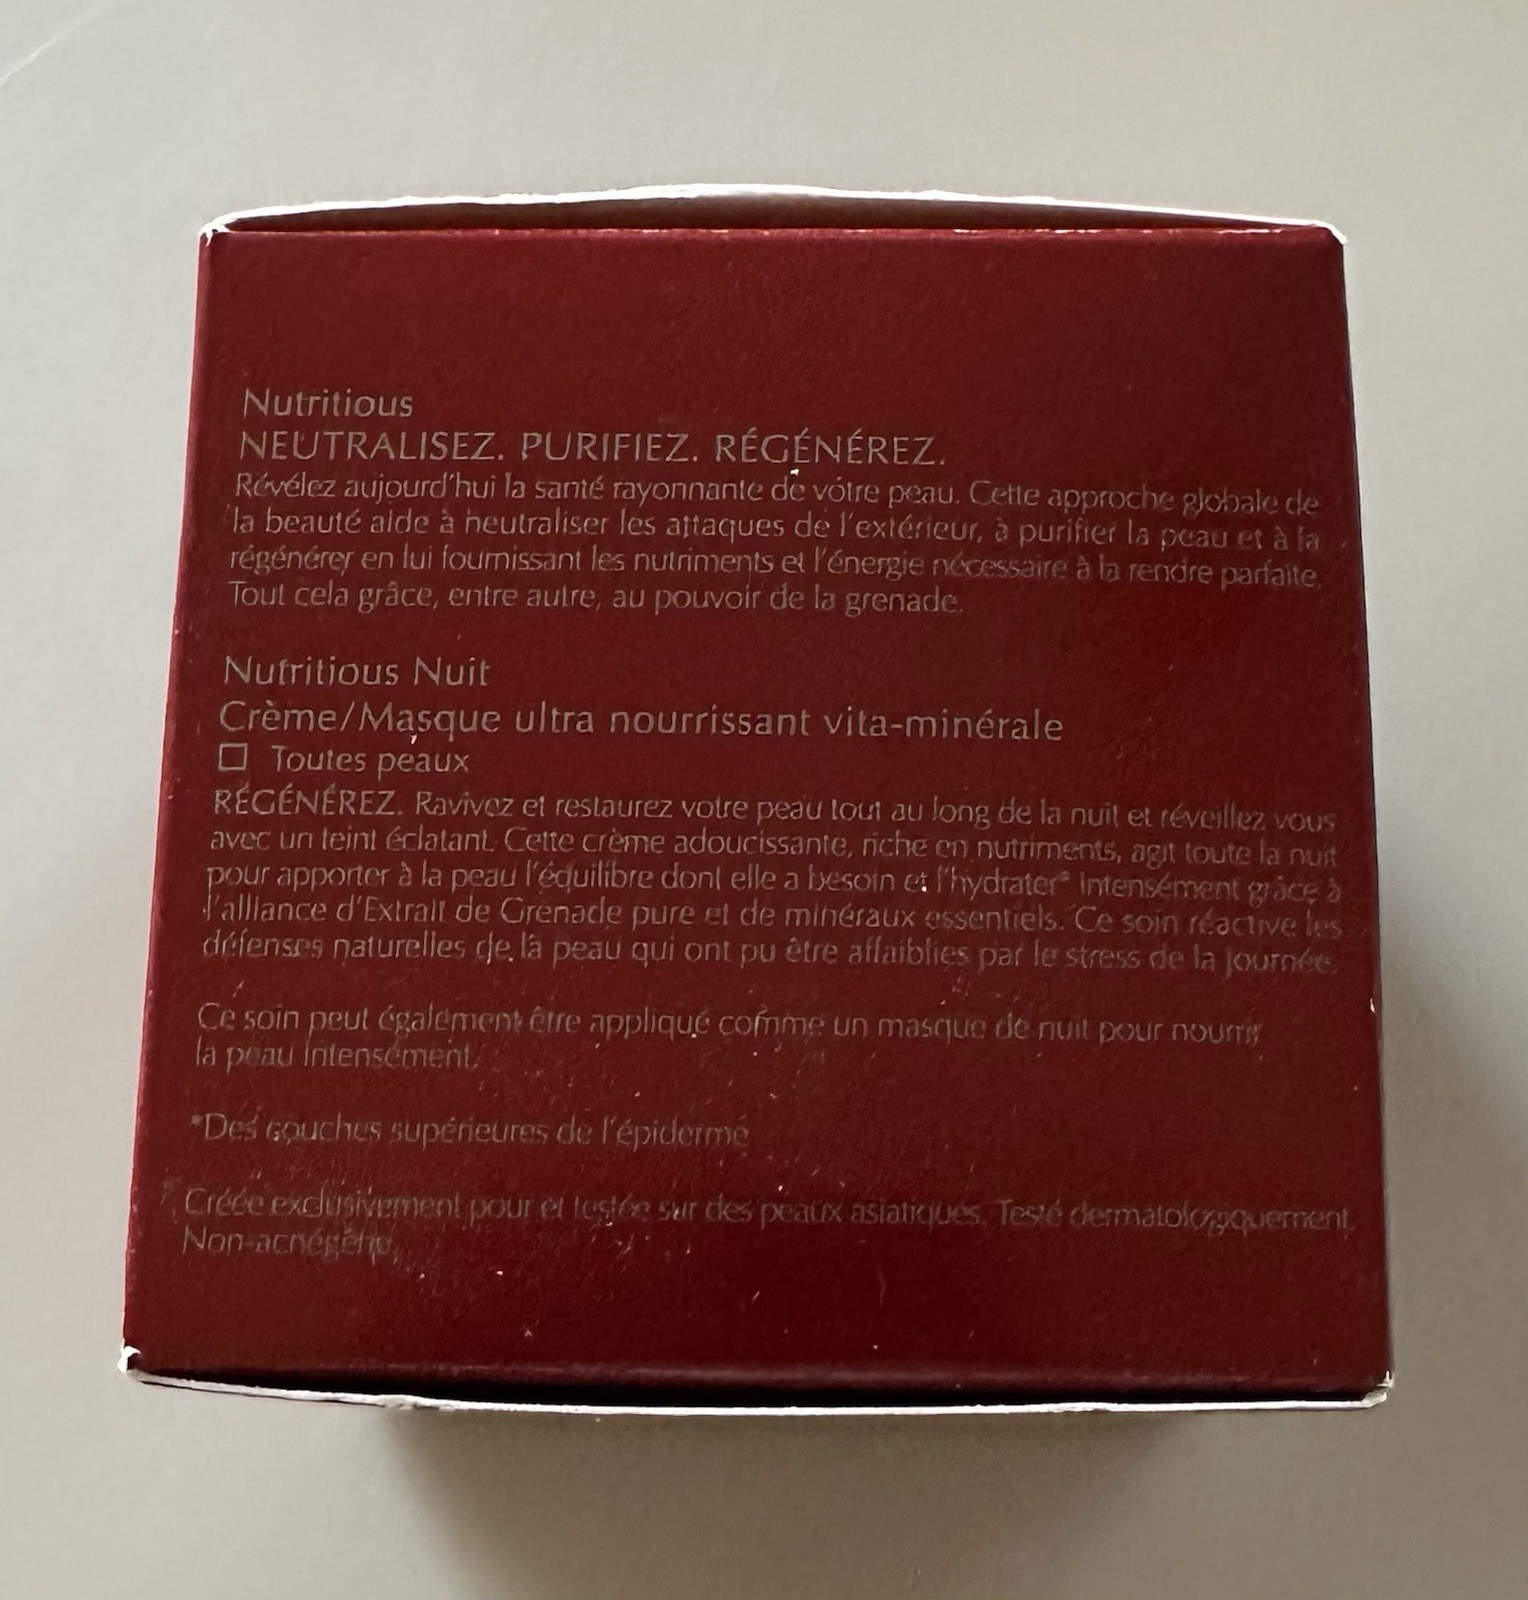 Nutritious
NEUTRALISEZ. PURIFIEZ. RÉGÉNÉREZ.
Révélez aujourd'hui la santé rayonnante de votre peau. Cette approche globale de
la beauté aide à neutraliser les attaques de l'extérieur, à purifier la peau et à la
régénérer en lui fournissant les nutriments et l'énergie nécessaire à la rendre parfaite.
Tout cela grâce, entre autre, au pouvoir de la grenade.
Nutritious Nuit
Crème/Masque ultra nourrissant vita-minérale
☐ Toutes peaux
RÉGÉNÉREZ. Ravivez et restaurez votre peau tout au long de la nuit et réveillez vous
avec un teint éclatant. Cette crème adoucissante, riche en nutriments, agit toute la nuit
pour apporter à la peau l'équilibre dont elle a besoin et l'hydrater* intensément grâce à
l'alliance d'Extrait de Grenade pure et de minéraux essentiels. Ce soin réactive les
défenses naturelles de la peau qui ont pu être affaiblies par le stress de la journée.
Ce soin peut également être appliqué comme un masque de nuit pour nourrir
la peau intensément.
*Des couches supérieures de l'épiderme
Créée exclusivement pour et testée sur des peaux asiatiques. Testé dermatologiquement.
Non-acnégène.